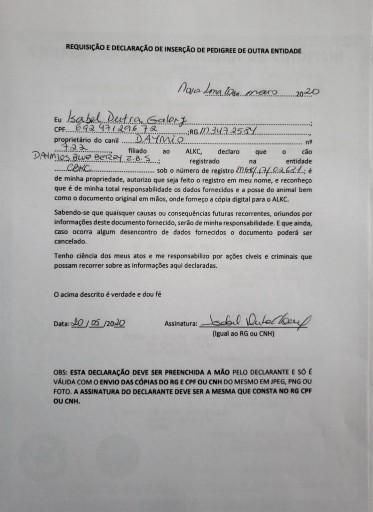 REQUISIÇÃO E DECLARAÇÃO DE INSERÇÃO DE PEDIGREE DE OUTRA ENTIDADE
Nova Lima 20 de maio 2020
Eu Isabel Dutra
CPF 692 971 296 72 RG M3472584
proprietário do canil DAYMIO nº
722 filiado ao ALKC, declaro que o cão
DAIMIOS BLUE BERRY Z.B.S. registrado na entidade
CBKC sob o número de registro é
de minha propriedade, autorizo que seja feito o registro em meu nome, e reconheço
que é de minha total responsabilidade os dados fornecidos e a posse do animal bem
como o documental original em mãos, onde forneço a cópia digital para o ALKC.
Sabendo-se que quaisquer causas ou consequências futuras recorrentes, oriundos por
informações deste documento fornecido, serão de minha responsabilidade. E que ainda,
caso ocorra algum desencontro de dados fornecidos o documento poderá ser
cancelado.
Tenho ciência dos meus atos e me responsabilizo por ações cíveis e criminais que
possam recorrer sobre as informações aqui declaradas.
O acima descrito é verdade e dou fé
Data: 20/05/2020 Assinatura: Isabel Dutra
(Igual ao RG ou CNH)
OBS: ESTA DECLARAÇÃO DEVE SER PREENCHIDA A MÃO PELO DECLARANTE E SÓ É
VÁLIDA COM O ENVIO DAS CÓPIAS DO RG E CPF OU CNH DO MESMO EM JPEG, PNG OU
FOTO. A ASSINATURA DO DECLARANTE DEVE SER A MESMA QUE CONSTA NO RG CPF
OU CNH.